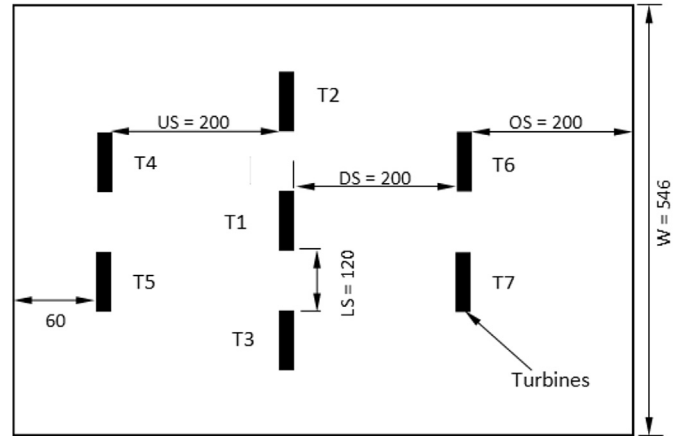 T2
US = 200
OS = 200
T4
T6
DS = 200
T1
W = 546
LS = 120
T5
T7
60
T3
Turbines